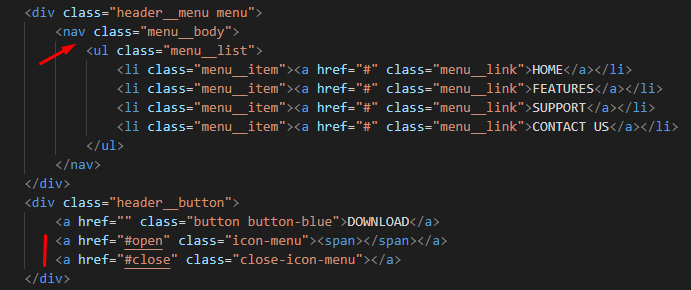 <div class="header__menu menu">
<nav class="menu__body">
<ul class="menu__list">
<li class="menu__item"><a href="#" class="menu__link">HOME</a></li>
<li class="menu__item"><a href="#" class="menu__link">FEATURES</a></li>
<li class="menu__item"><a href="#" class="menu__link">SUPPORT</a></li>
<li class="menu__item"><a href="#" class="menu__link">CONTACT US</a></li>
</ul>
</nav>
</div>
<div class="header__button">
<a href="" class="button button-blue">DOWNLOAD</a>
<a href="#open" class="icon-menu"><span></span></a>
<a href="#close" class="close-icon-menu"></a>
</div>